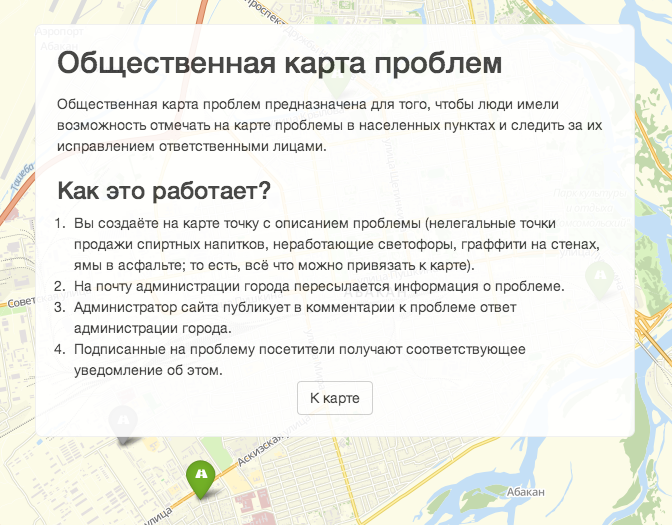 Аэропорт
Абакан
Общественная карта проблем
Общественная карта проблем предназначена для того, чтобы люди имели
возможность отмечать на карте проблемы в населенных пунктах и следить за их
исправлением ответственными лицами.
Как это работает?
1. Вы создаёте на карте точку с описанием проблемы (нелегальные точки
продажи спиртных напитков, неработающие светофоры, граффити на стенах,
ямы в асфальте; то есть, всё что можно привязать к карте).
2. На почту администрации города пересылается информация о проблеме.
3. Администратор сайта публикует в комментарии к проблеме ответ
администрации города.
4. Подписанные на проблему посетители получают соответствующее
уведомление об этом.
К карте
Аскизская улица
улица
Абакан